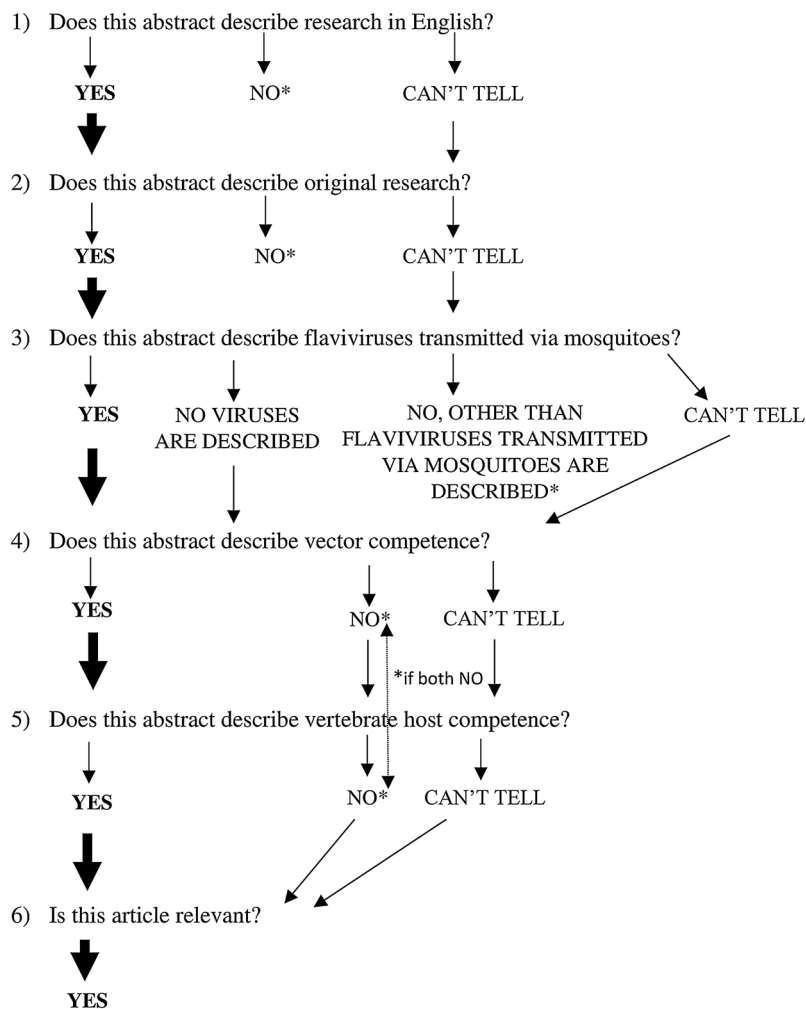 1) Does this abstract describe research in English?
YES NO* CAN'T TELL
2) Does this abstract describe original research?
YES NO* CAN'T TELL
3) Does this abstract describe flaviviruses transmitted via mosquitoes?
YES
NO VIRUSES
ARE DESCRIBED
NO, OTHER THAN
FLAVIVIRUSES TRANSMITTED
VIA MOSQUITOES ARE
DESCRIBED*
CAN'T TELL
4) Does this abstract describe vector competence?
YES NO* CAN'T TELL
*if both NO
5) Does this abstract describe vertebrate host competence?
YES NO* CAN'T TELL
6) Is this article relevant?
YES